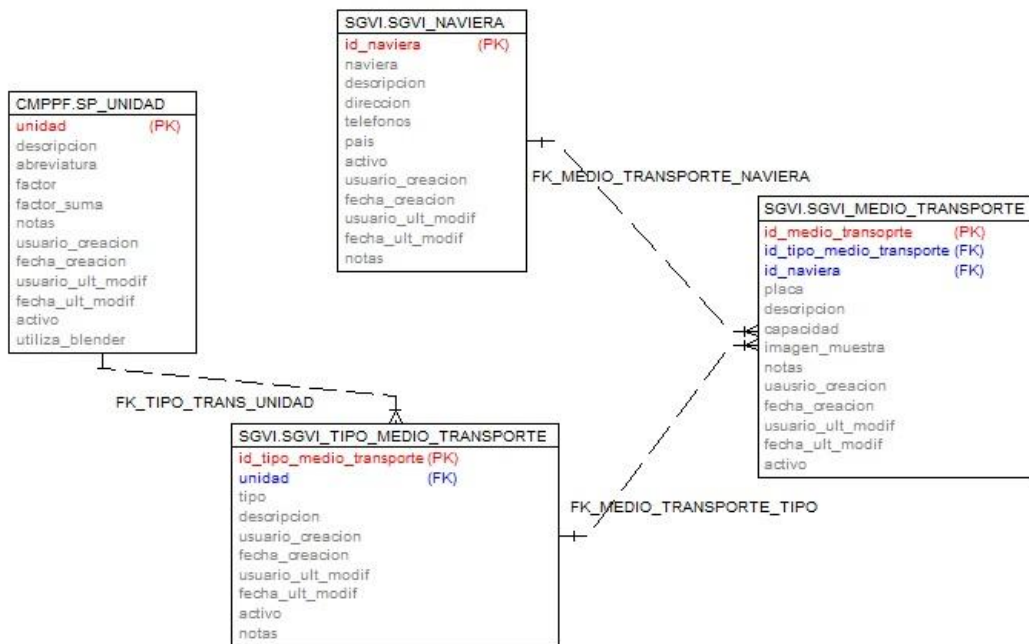 SGVI.SGVI_NAVIERA
id_naviera (PK)
naviera
descripcion
direccion
telefonos
pais
activo
usuario_creacion
fecha_creacion
usuario_ult_modif
fecha_ult_modif
notas
CMPPF.SP_UNIDAD
unidad (PK)
descripcion
abreviatura
factor
factor_suma
notas
usuario_creacion
fecha_creacion
usuario_ult_modif
fecha_ult_modif
activo
utiliza_blender
FK_MEDIO_TRANSPORTE_NAVIERA
SGVI.SGVI_MEDIO_TRANSPORTE
id_medio_transoprte (PK)
id_tipo_medio_transporte (FK)
id_naviera (FK)
placa
descripcion
capacidad
imagen_muestra
notas
uausrio_creacion
fecha_creacion
usuario_ult_modif
fecha_ult_modif
activo
FK_TIPO_TRANS_UNIDAD
SGVI.SGVI_TIPO_MEDIO_TRANSPORTE
id_tipo_medio_transporte (PK)
unidad (FK)
tipo
descripcion
usuario_creacion
fecha_creacion
usuario_ult_modif
fecha_ult_modif
activo
notas
FK_MEDIO_TRANSPORTE_TIPO